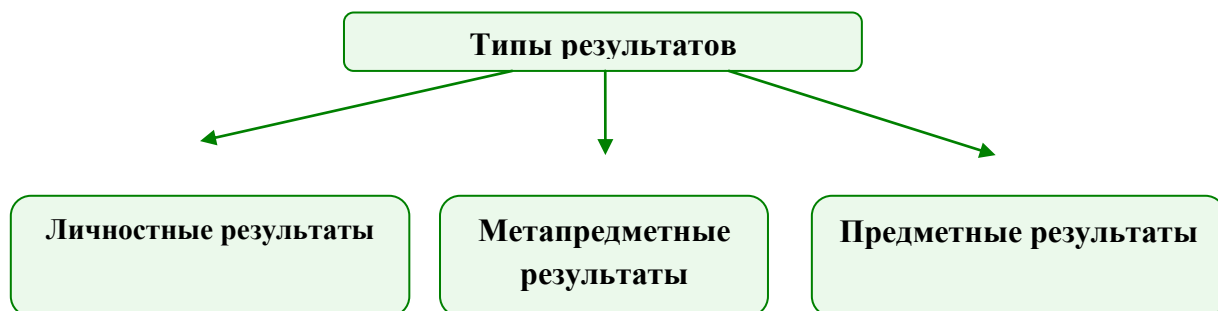 Типы результатов
Личностные результаты
Метапредметные
результаты
Предметные результаты